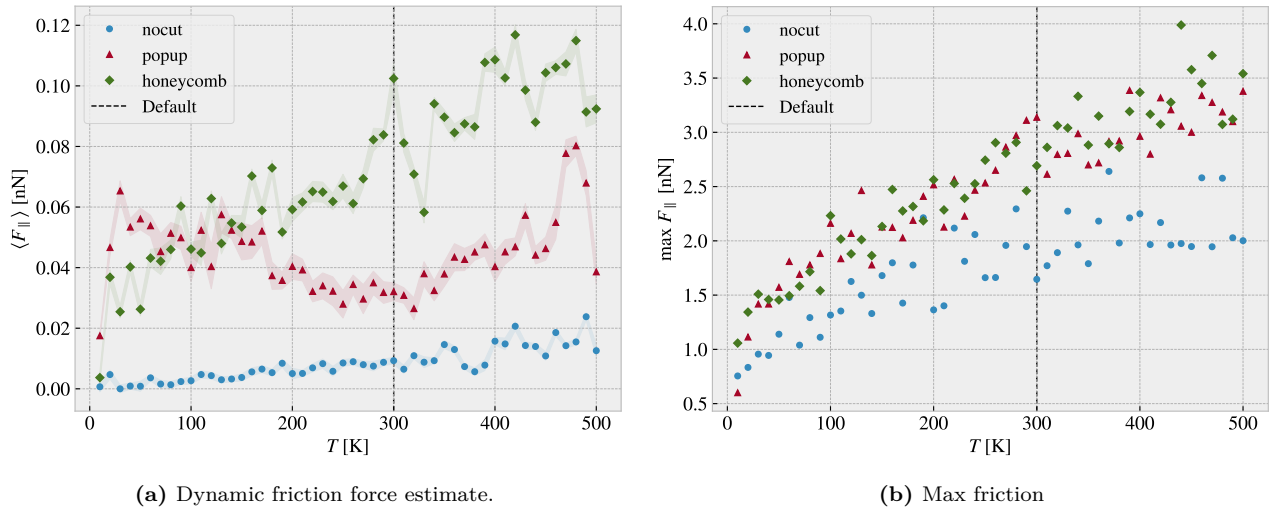 nocut
popup
honeycomb
Default
0.12
0.10
0.08
0.06
0.04
0.02
0.00
⟨F∥⟩ [nN]
0
100
200
300
400
500
T [K]
(a) Dynamic friction force estimate.
nocut
popup
honeycomb
Default
4.0
3.5
3.0
2.5
2.0
1.5
1.0
0.5
max F∥ [nN]
0
100
200
300
400
500
T [K]
(b) Max friction